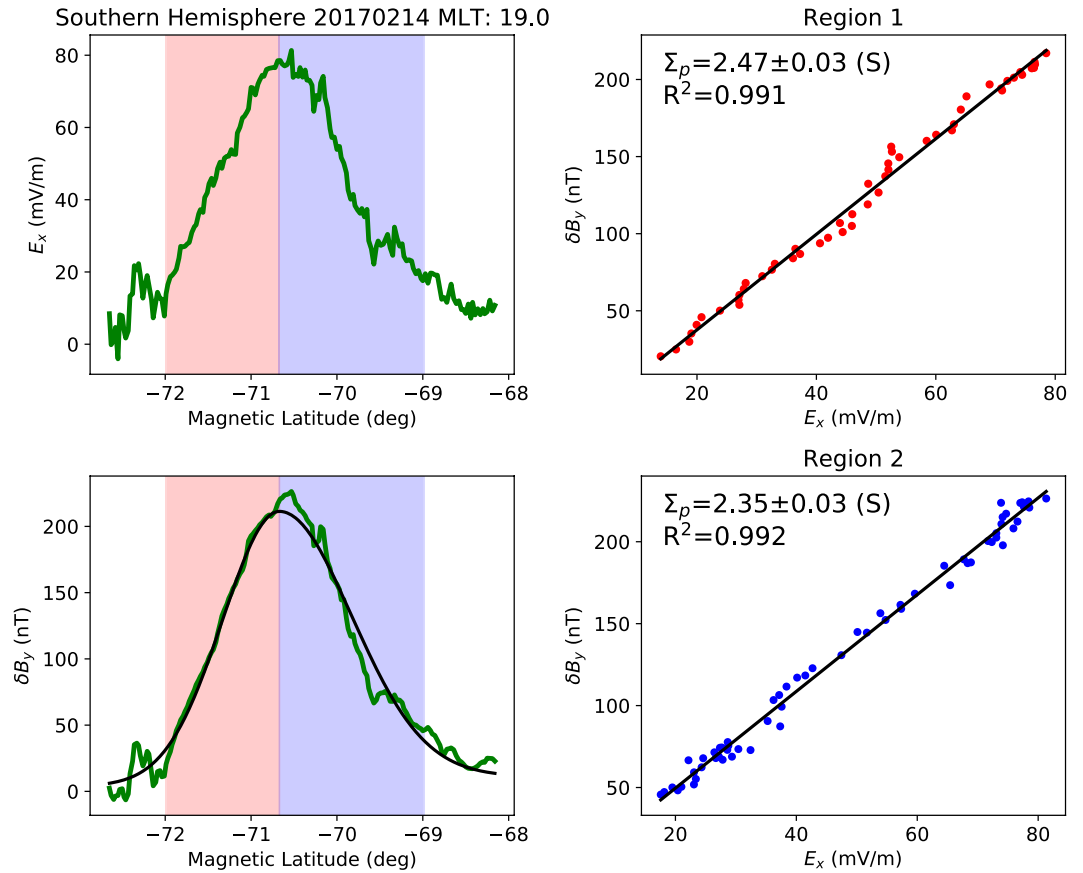 Southern Hemisphere 20170214 MLT: 19.0
80
60
40
20
0
E_x (mV/m)
−72
−71
−70
−69
−68
Magnetic Latitude (deg)
Region 1
Σ_p=2.47±0.03 (S)
R²=0.991
200
150
100
50
δB_y (nT)
20
40
60
80
E_x (mV/m)
200
150
100
50
0
δB_y (nT)
−72
−71
−70
−69
−68
Magnetic Latitude (deg)
Region 2
Σ_p=2.35±0.03 (S)
R²=0.992
200
150
100
50
δB_y (nT)
20
40
60
80
E_x (mV/m)